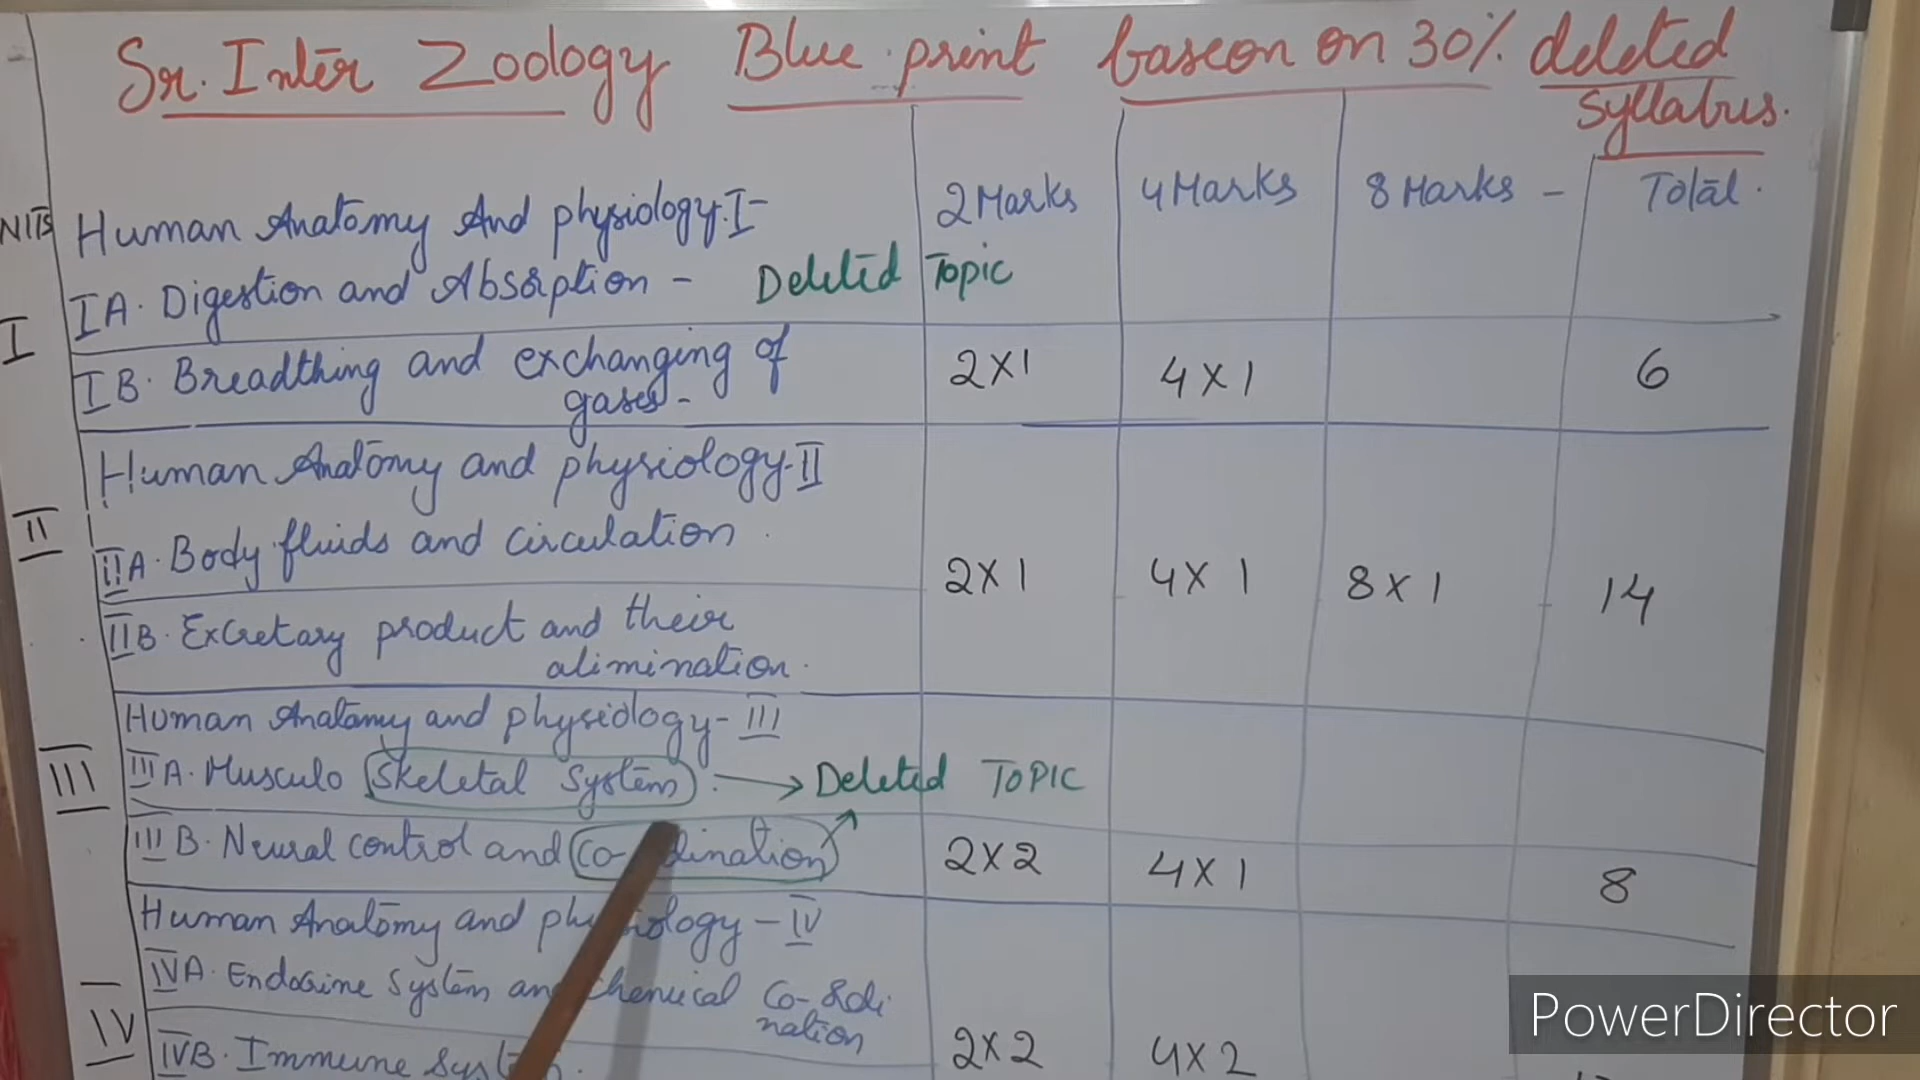 Sr. Inter Zoology Blue print baseon on 30% deleted
syllabus.
NITS Human Anatomy And physiology-I- 2 Marks 4 Marks 8 Marks - Total.
I IA. Digestion and Absorption - Deleted Topic
IB. Breadthing and exchanging of 2X1 4X1 6
gases-
Human Anatomy and physiology-II
II
IIA. Body fluids and circulation. 2X1 4X1 8X1 14
IIB. Excretary product and their
alimination.
Human Anatomy and physiology-III
III IIIA. Musculo skeletal system. → Deleted TOPIC
IIIB. Neural control and 2X2 4X1 8
Human Anatomy and - IV
IVA. Endocrine system Co-Rdi
nation
IV IVB. Immune 2X2 4X2
PowerDirector